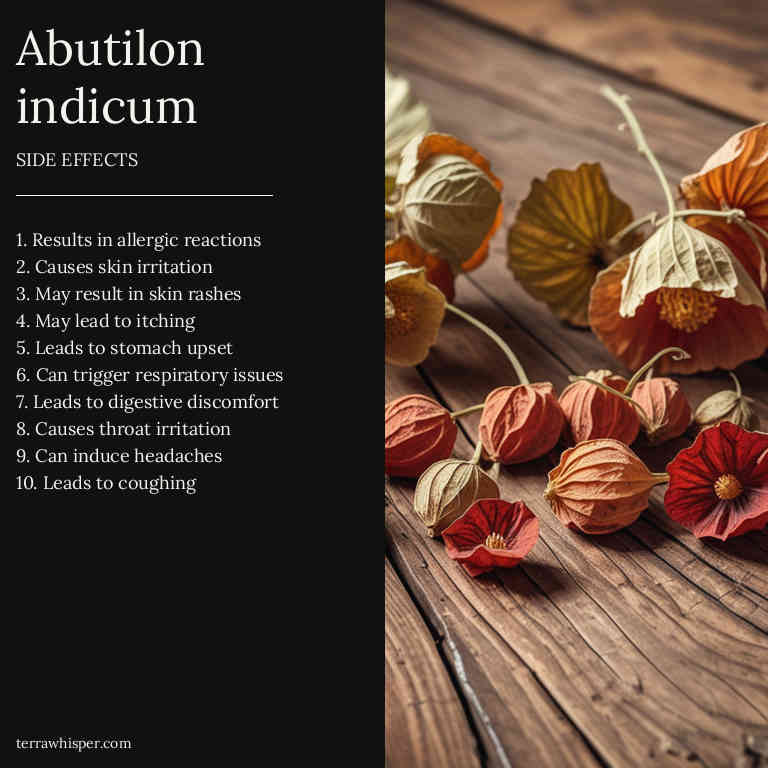 Abutilon
indicum
SIDE EFFECTS
1. Results in allergic reactions
2. Causes skin irritation
3. May result in skin rashes
4. May lead to itching
5. Leads to stomach upset
6. Can trigger respiratory issues
7. Leads to digestive discomfort
8. Causes throat irritation
9. Can induce headaches
10. Leads to coughing
terrawhisper.com